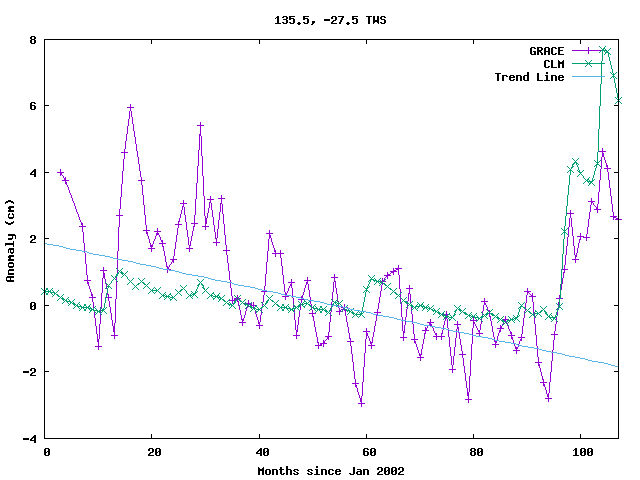 135.5, -27.5 TWS
GRACE
CLM
Trend Line
Anomaly (cm)
8
6
4
2
0
-2
-4
0 20 40 60 80 100
Months since Jan 2002